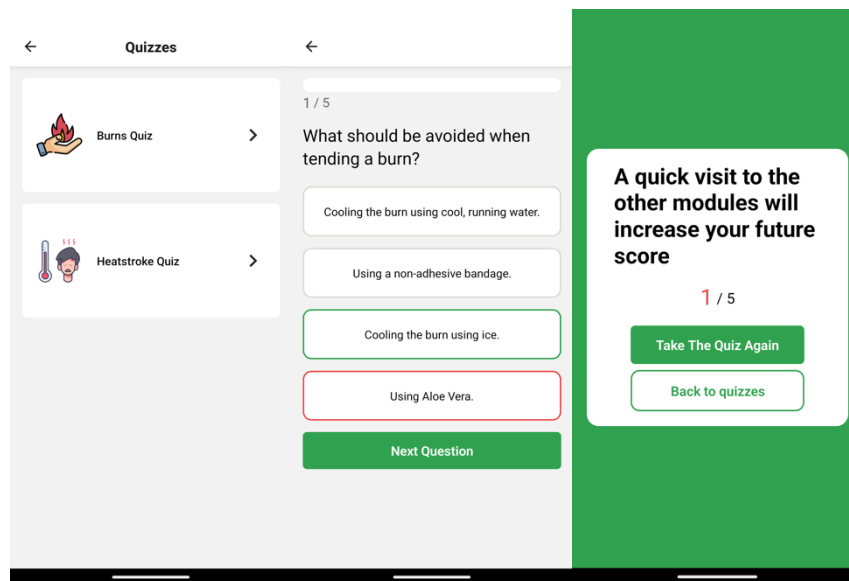 Quizzes
Burns Quiz
Heatstroke Quiz
1 / 5
What should be avoided when
tending a burn?
Cooling the burn using cool, running water.
Using a non-adhesive bandage.
Cooling the burn using ice.
Using Aloe Vera.
Next Question
A quick visit to the
other modules will
increase your future
score
1 / 5
Take The Quiz Again
Back to quizzes